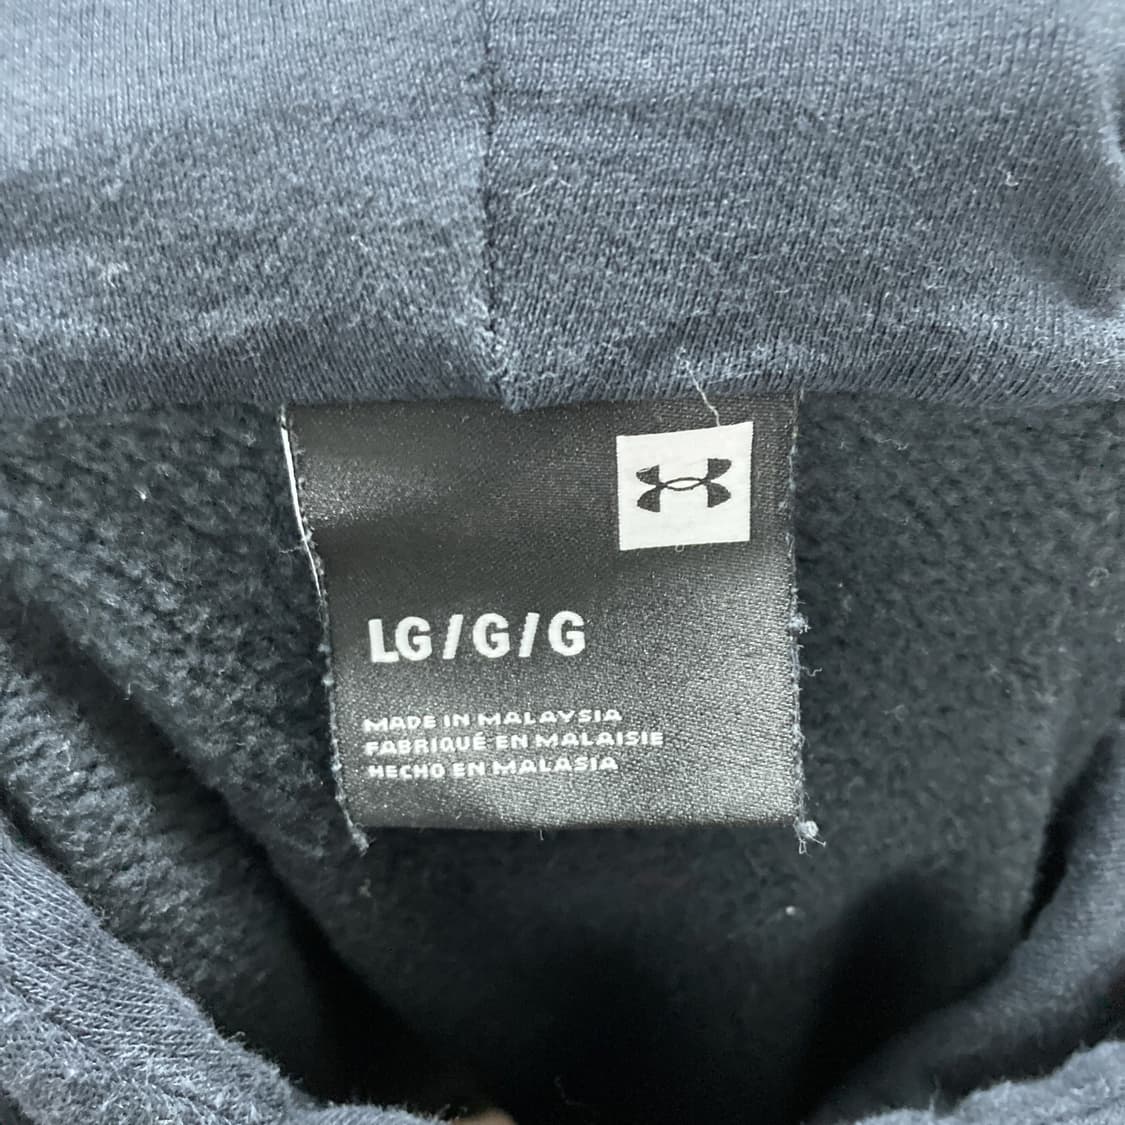 LG/G/G
MADE IN MALAYSIA
FABRIQUÉ EN MALAISIE
HECHO EN MALASIA